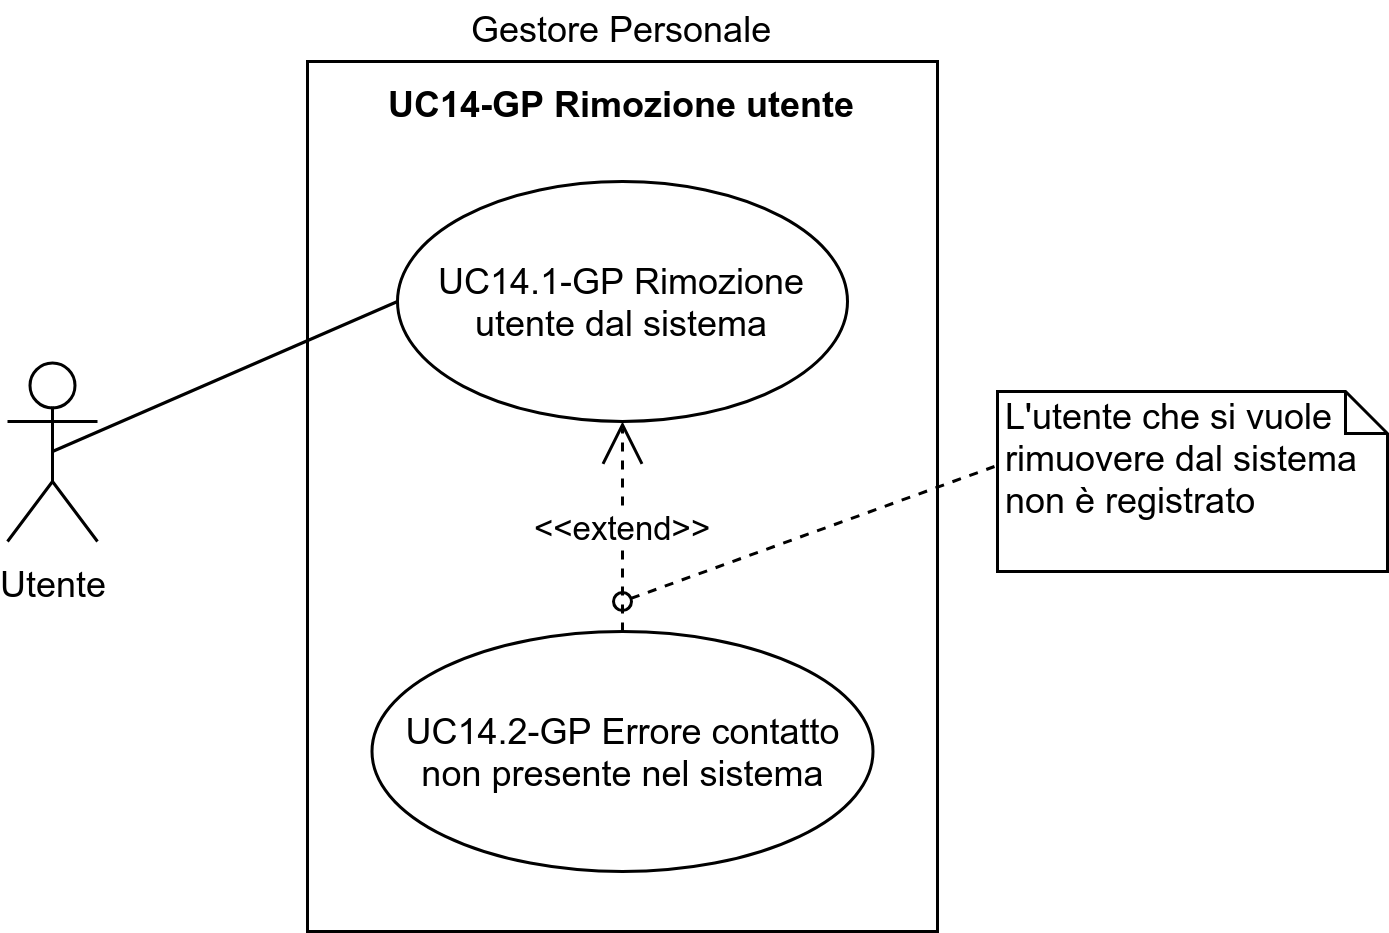 Gestore Personale
UC14-GP Rimozione utente
UC14.1-GP Rimozione
utente dal sistema
L'utente che si vuole
rimuovere dal sistema
non è registrato
<<extend>>
Utente
UC14.2-GP Errore contatto
non presente nel sistema